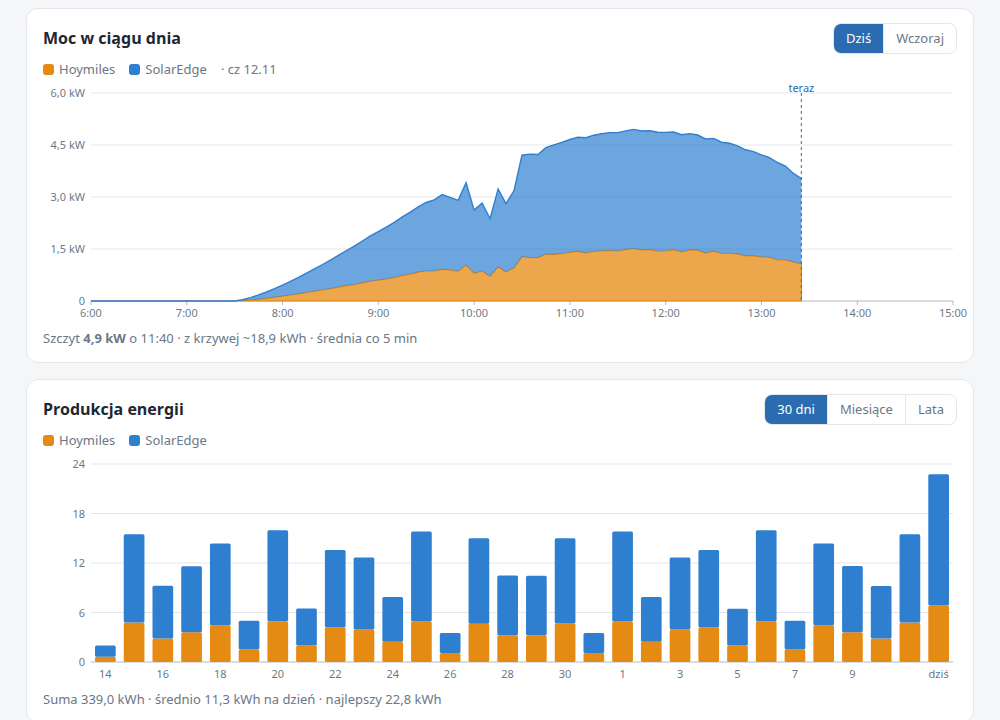 Moc w ciągu dnia
Dziś Wczoraj
Hoymiles SolarEdge · cz 12.11
teraz
6,0 kW
4,5 kW
3,0 kW
1,5 kW
0
6:00 7:00 8:00 9:00 10:00 11:00 12:00 13:00 14:00 15:00
Szczyt 4,9 kW o 11:40 · z krzywej ~18,9 kWh · średnia co 5 min
Produkcja energii
30 dni Miesiące Lata
Hoymiles SolarEdge
24
18
12
6
0
14 16 18 20 22 24 26 28 30 1 3 5 7 9 dziś
Suma 339,0 kWh · średnio 11,3 kWh na dzień · najlepszy 22,8 kWh